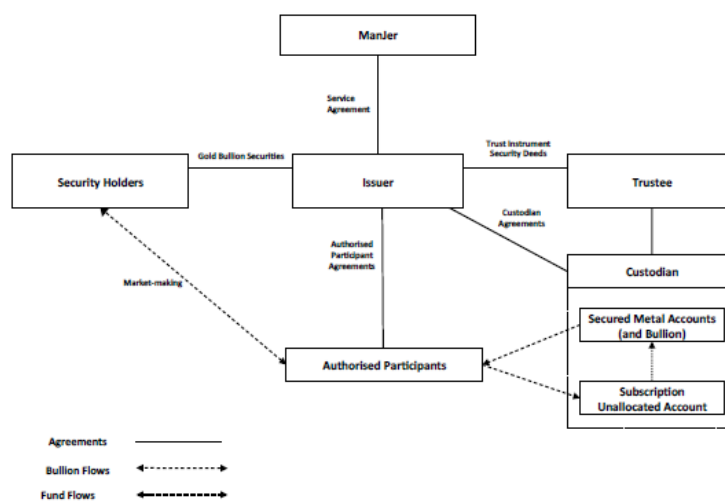 ManJer
Service
Agreement
Gold Bullion Securities
Trust Instrument
Security Deeds
Security Holders
Issuer
Trustee
Custodian
Agreements
Authorised
Participant
Agreements
Market-making
Custodian
Secured Metal Accounts
(and Bullion)
Authorised Participants
Subscription
Unallocated Account
Agreements
Bullion Flows
Fund Flows